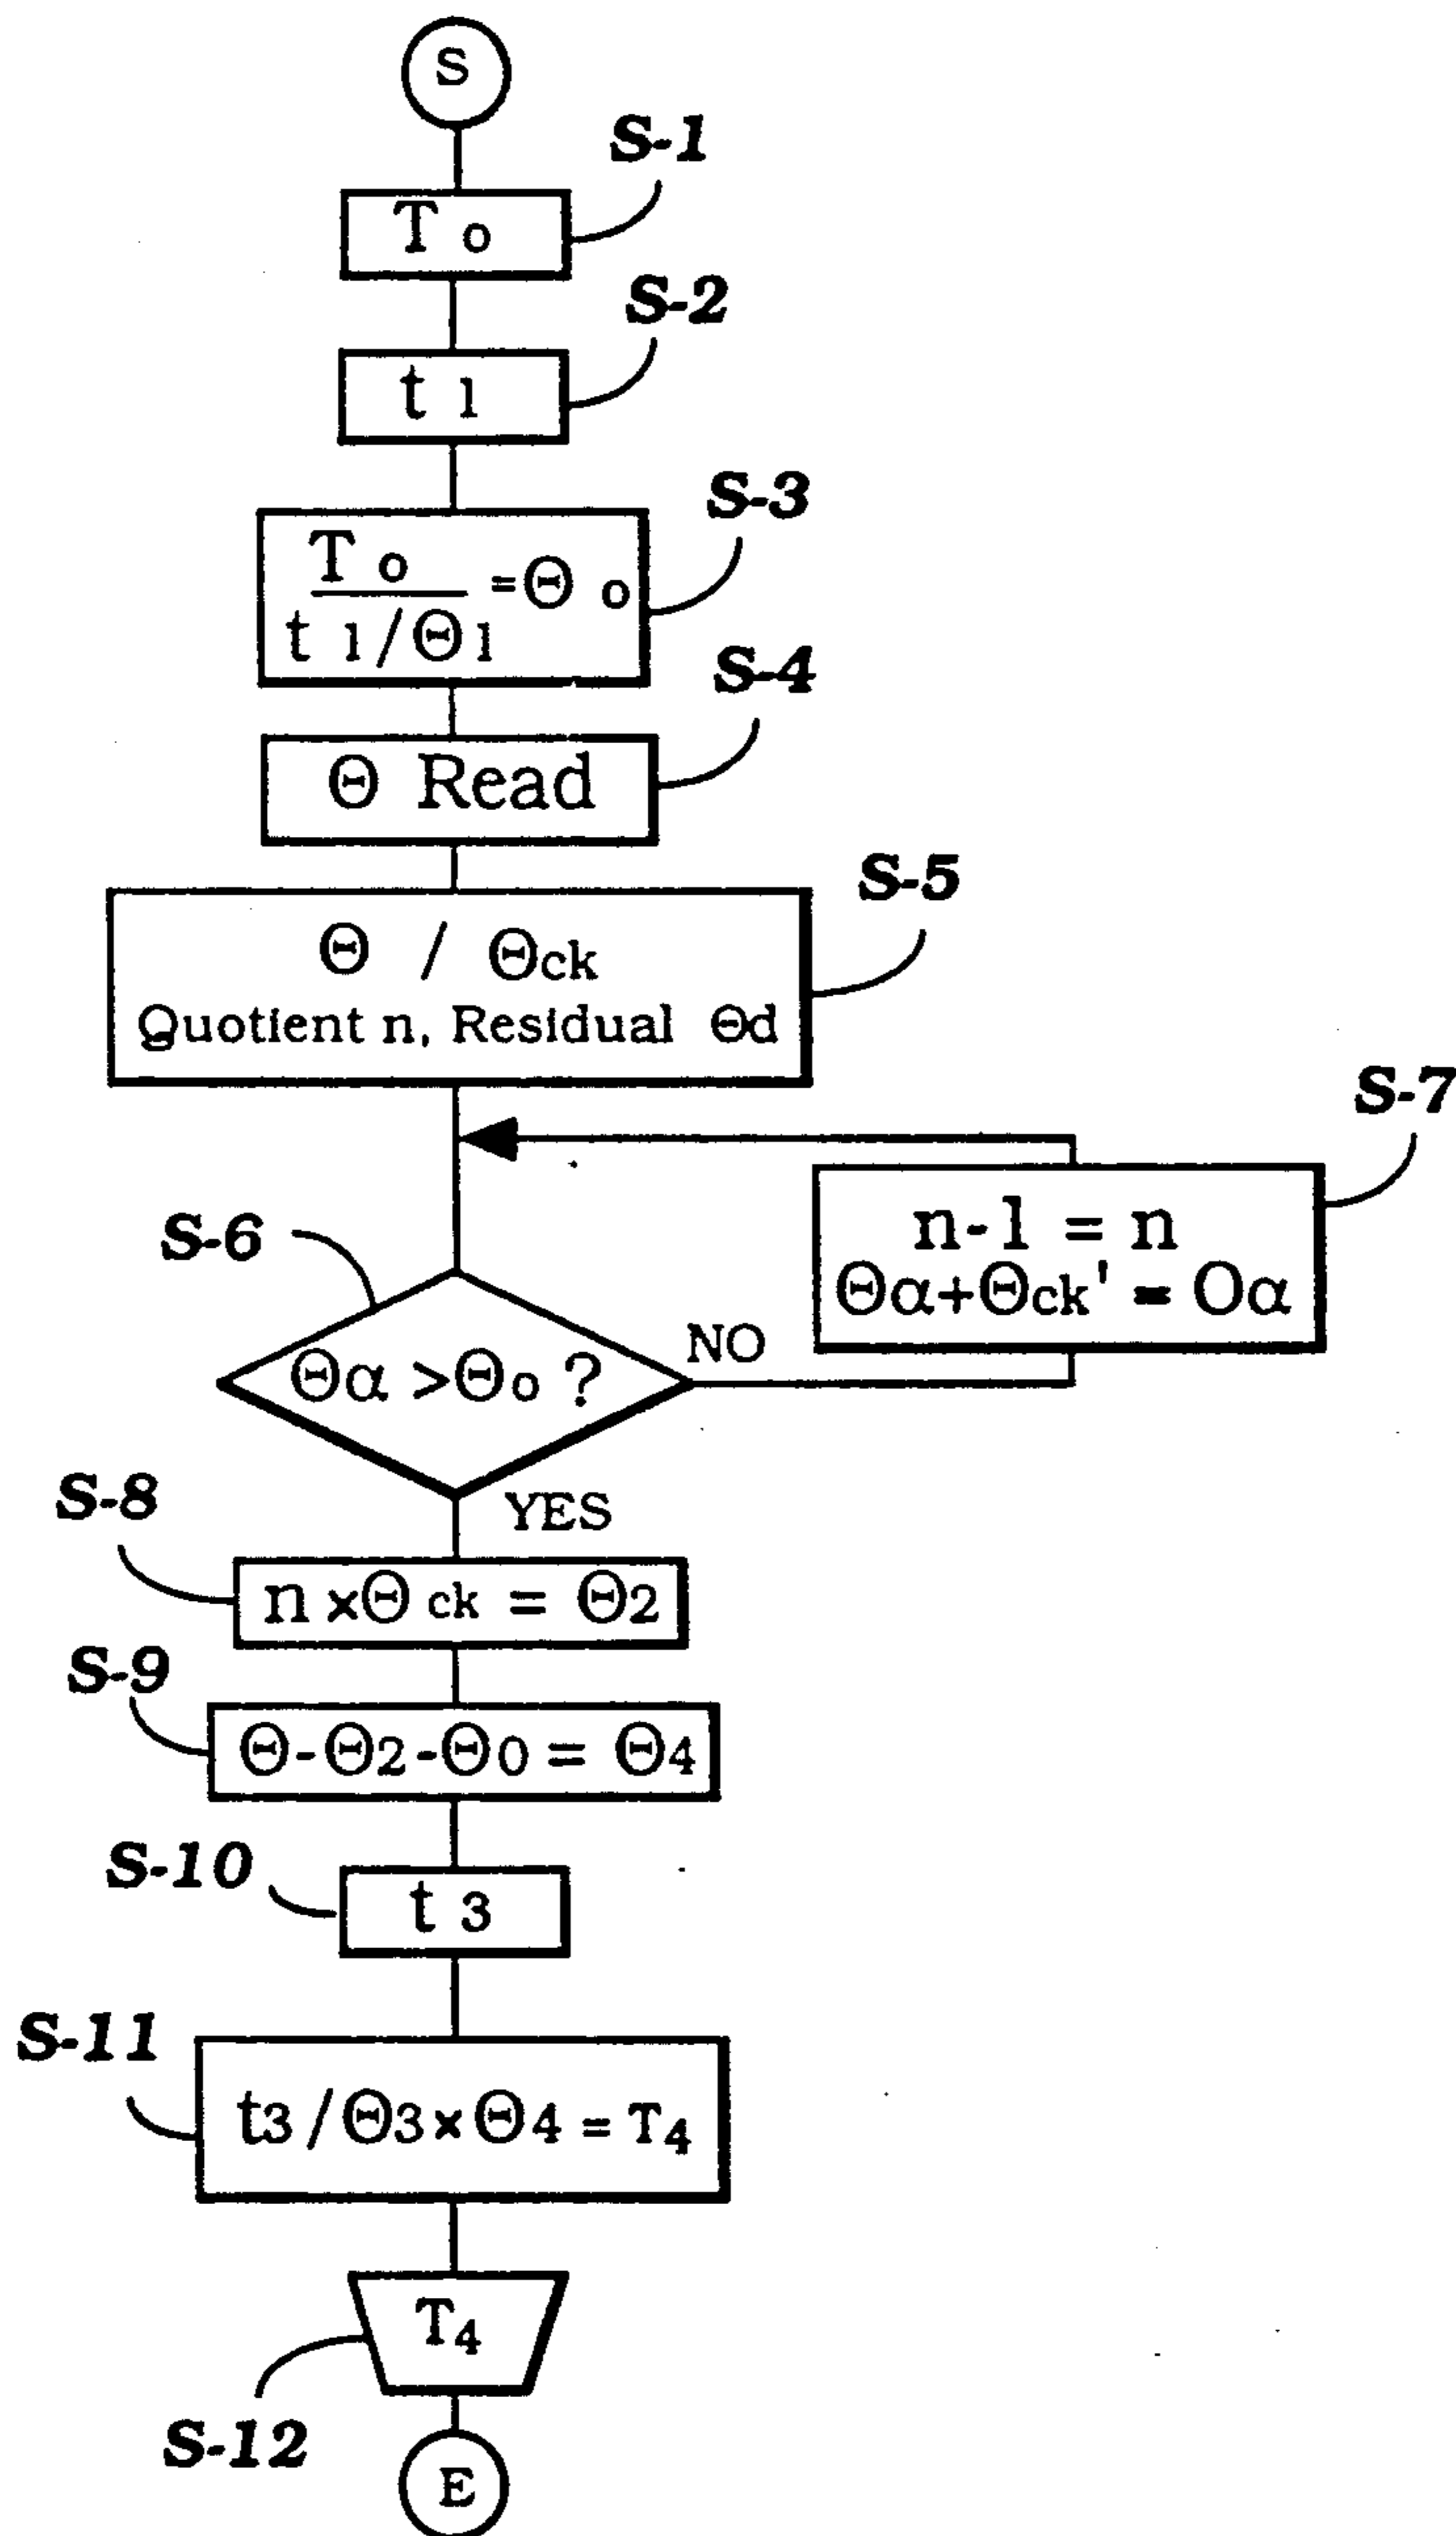 S
S-1
T o
S-2
t 1
S-3
T o
t 1/Θ1 =Θ o
S-4
Θ Read
S-5
Θ / Θck
Quotient n, Residual Θd
S-7
n-1 = n
Θα+Θck' = Oα
S-6
Θα >Θo ?
NO
YES
S-8
n ×Θ ck = Θ2
S-9
Θ-Θ2-Θ0 = Θ4
S-10
t 3
S-11
t3/Θ3×Θ4 = T4
T4
S-12
E